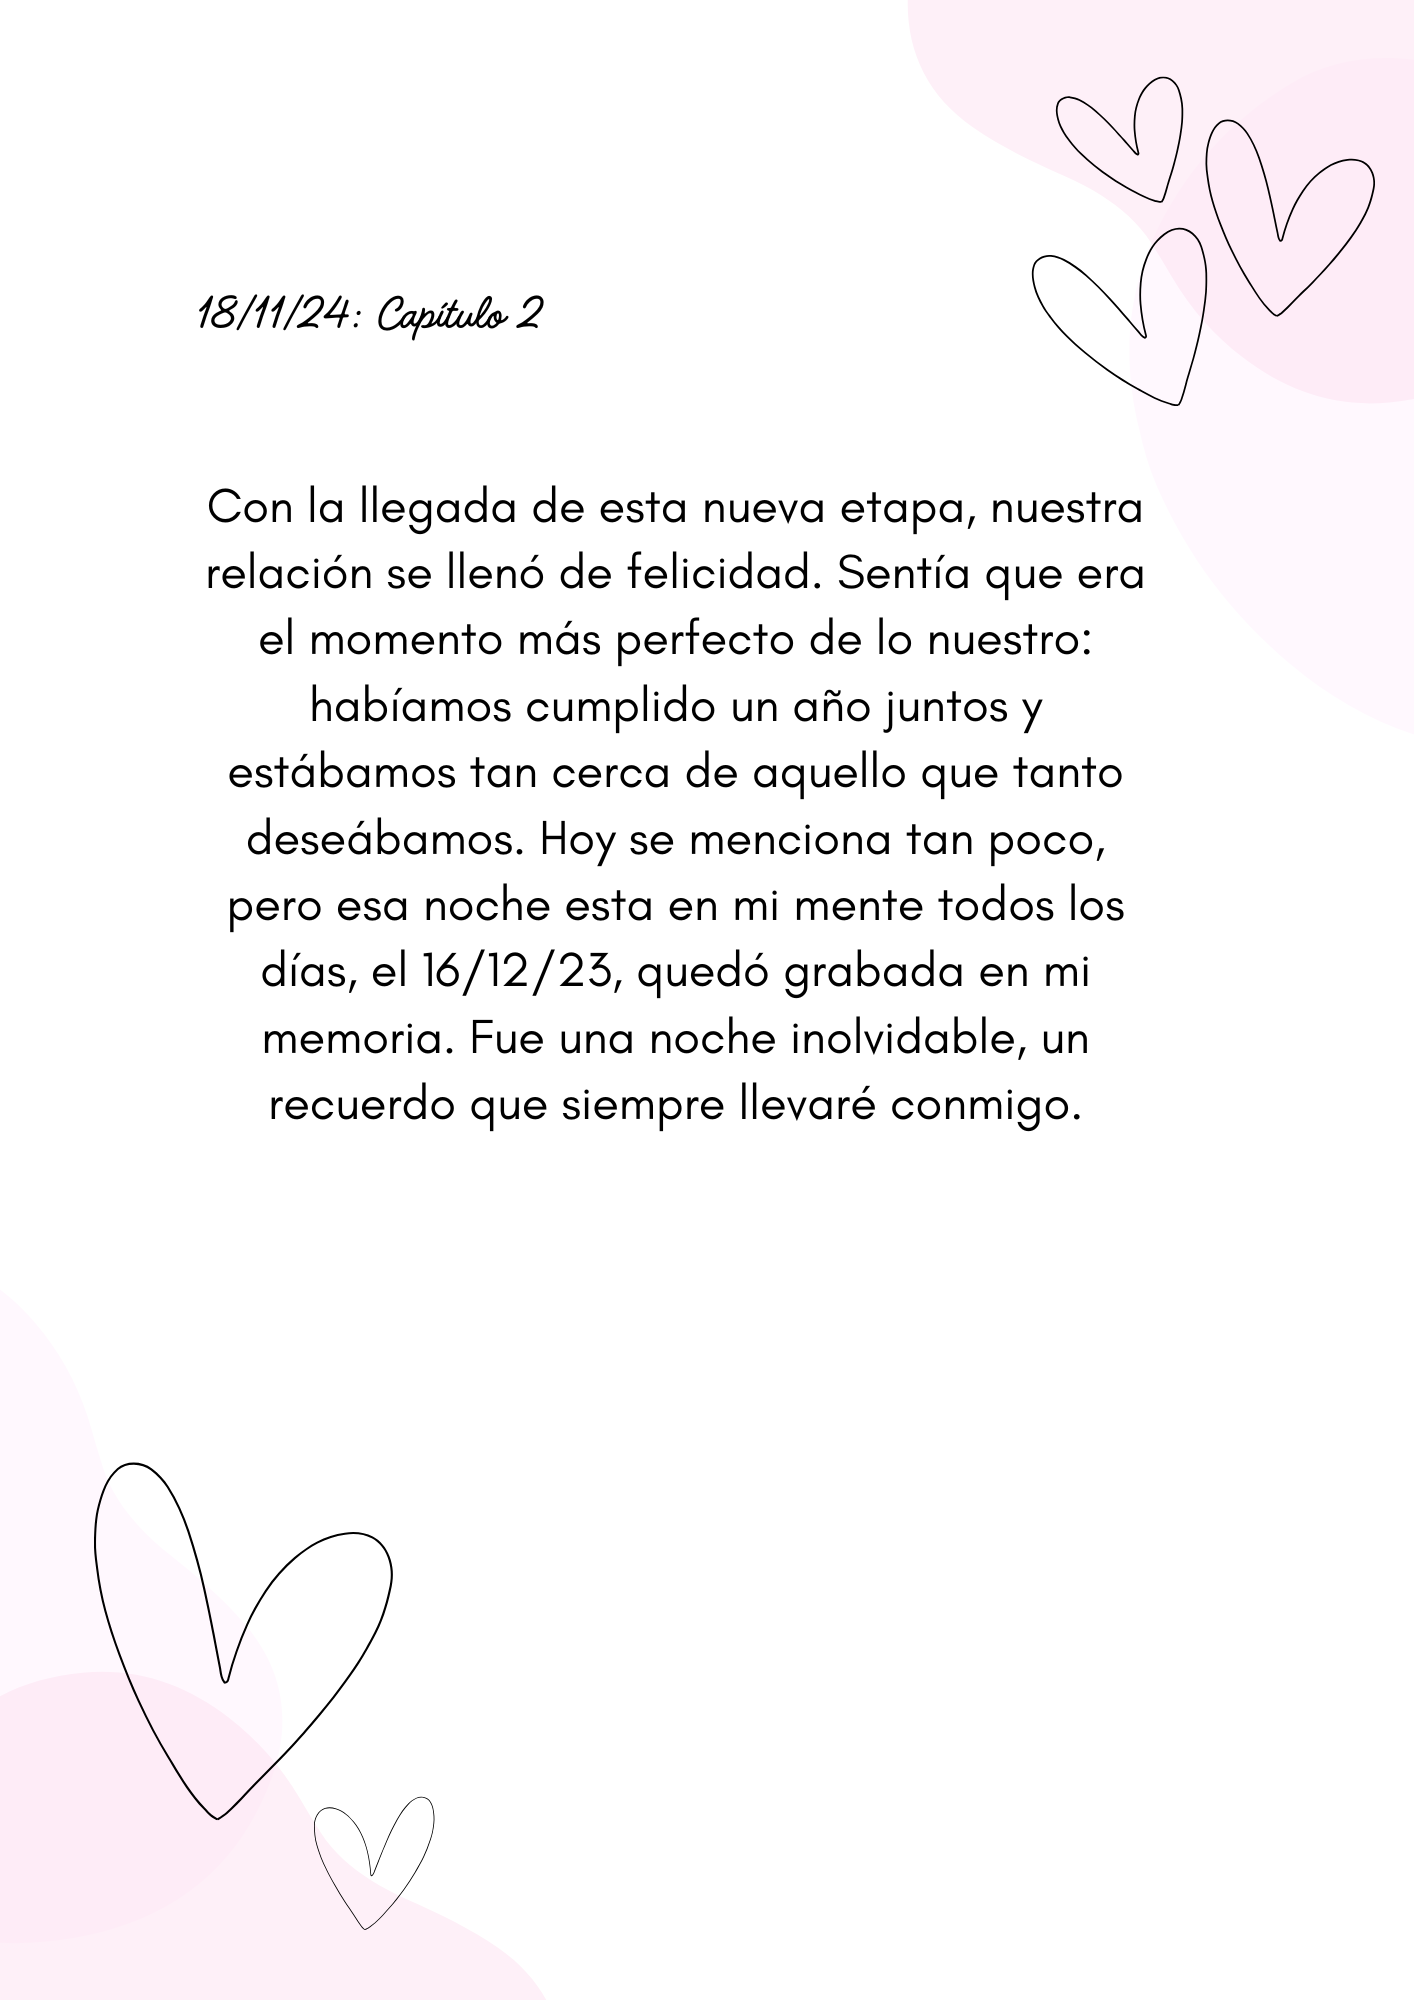 18/11/24: Capítulo 2
Con la llegada de esta nueva etapa, nuestra
relación se llenó de felicidad. Sentía que era
el momento más perfecto de lo nuestro:
habíamos cumplido un año juntos y
estábamos tan cerca de aquello que tanto
deseábamos. Hoy se menciona tan poco,
pero esa noche esta en mi mente todos los
días, el 16/12/23, quedó grabada en mi
memoria. Fue una noche inolvidable, un
recuerdo que siempre llevaré conmigo.